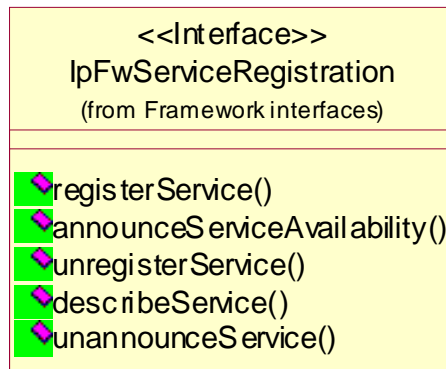 <<Interface>>
IpFwServiceRegistration
(from Framework interfaces)
registerService()
announceServiceAvailability()
unregisterService()
describeService()
unannounceService()